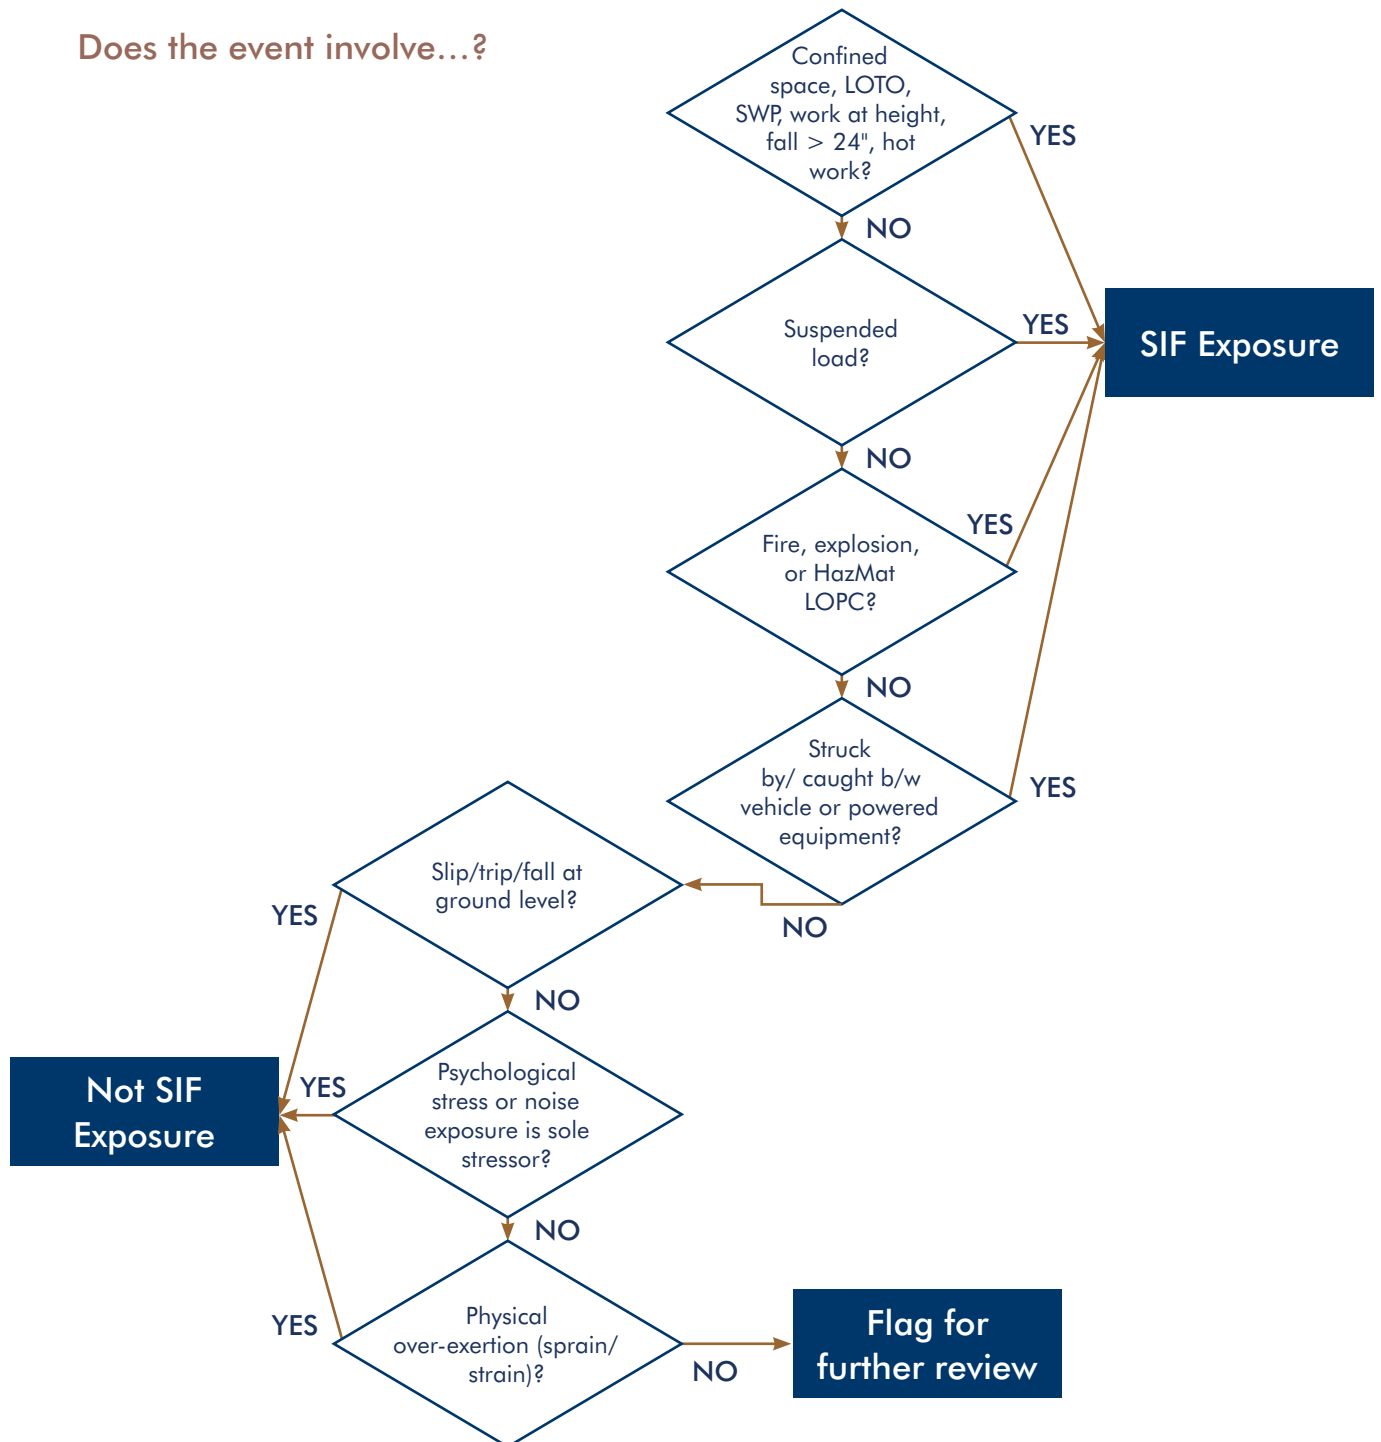 Does the event involve...?
Confined
space, LOTO,
SWP, work at height,
fall > 24", hot
work?
YES
NO
Suspended
load?
YES
SIF Exposure
NO
Fire, explosion,
or HazMat
LOPC?
YES
NO
Struck
by/ caught b/w
vehicle or powered
equipment?
YES
NO
Slip/trip/fall at
ground level?
YES
NO
Psychological
stress or noise
exposure is sole
stressor?
YES
Not SIF
Exposure
NO
Physical
over-exertion (sprain/
strain)?
YES
NO
Flag for
further review